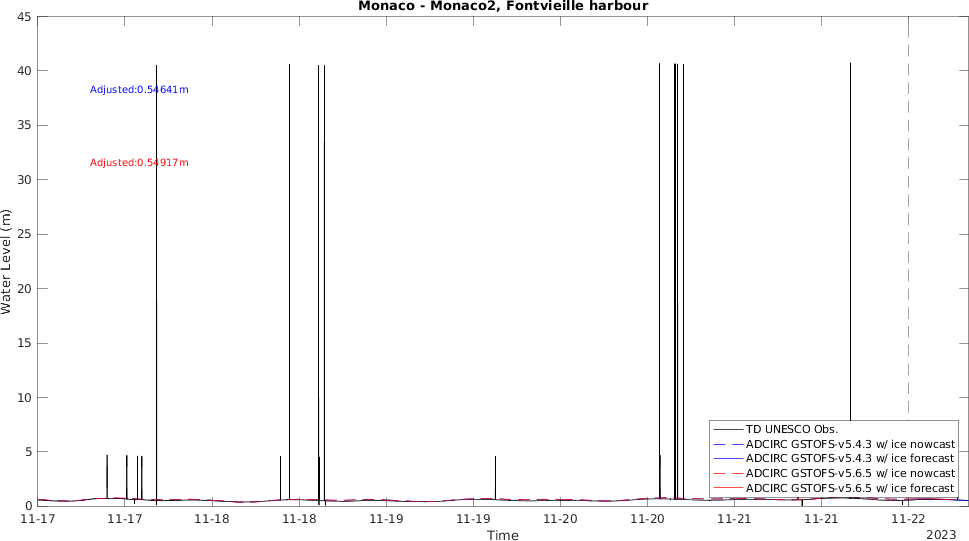 Monaco - Monaco2, Fontvieille harbour
45
40
35
30
25
20
15
10
5
0
Water Level (m)
Adjusted:0.54641m
Adjusted:0.54917m
TD UNESCO Obs.
ADCIRC GSTOFS-v5.4.3 w/ ice nowcast
ADCIRC GSTOFS-v5.4.3 w/ ice forecast
ADCIRC GSTOFS-v5.6.5 w/ ice nowcast
ADCIRC GSTOFS-v5.6.5 w/ ice forecast
11-17 11-17 11-18 11-18 11-19 11-19 11-20 11-20 11-21 11-21 11-22
Time
2023